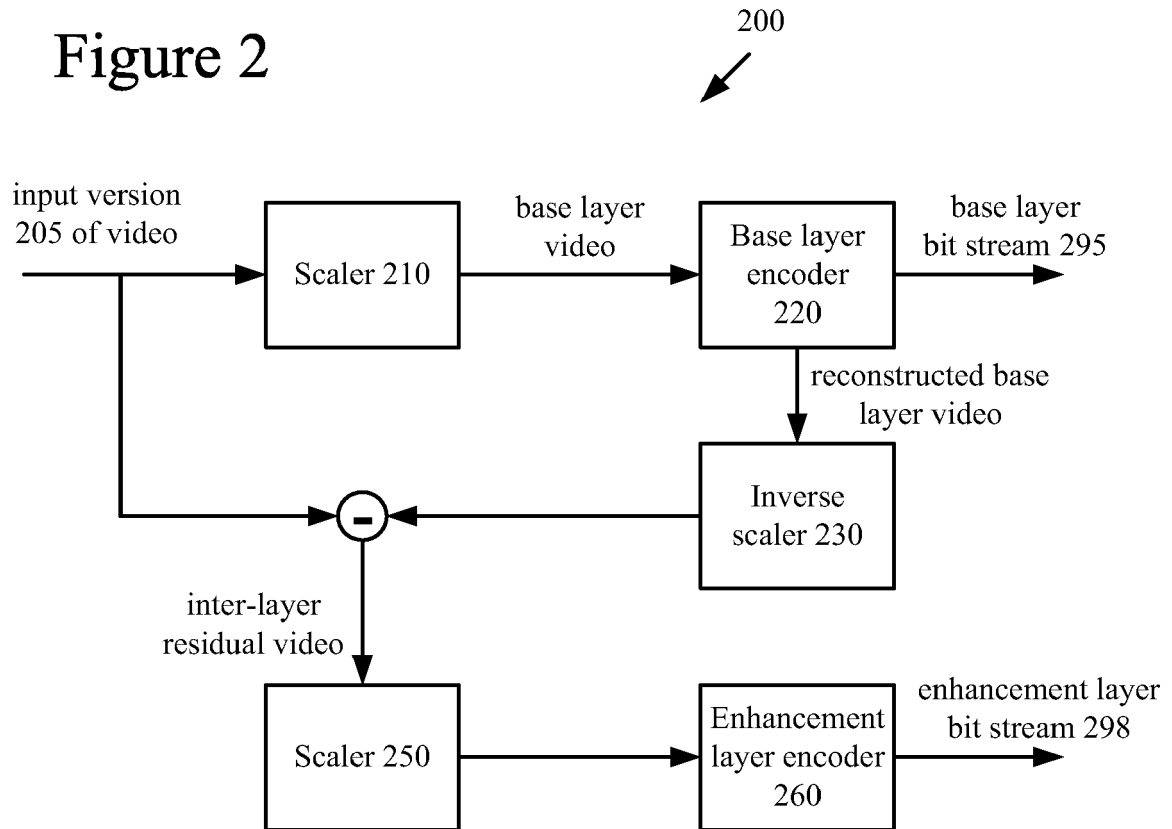 Figure 2
200
input version
205 of video
Scaler 210
base layer
video
Base layer
encoder
220
base layer
bit stream 295
reconstructed base
layer video
Inverse
scaler 230
-
inter-layer
residual video
Scaler 250
Enhancement
layer encoder
260
enhancement layer
bit stream 298